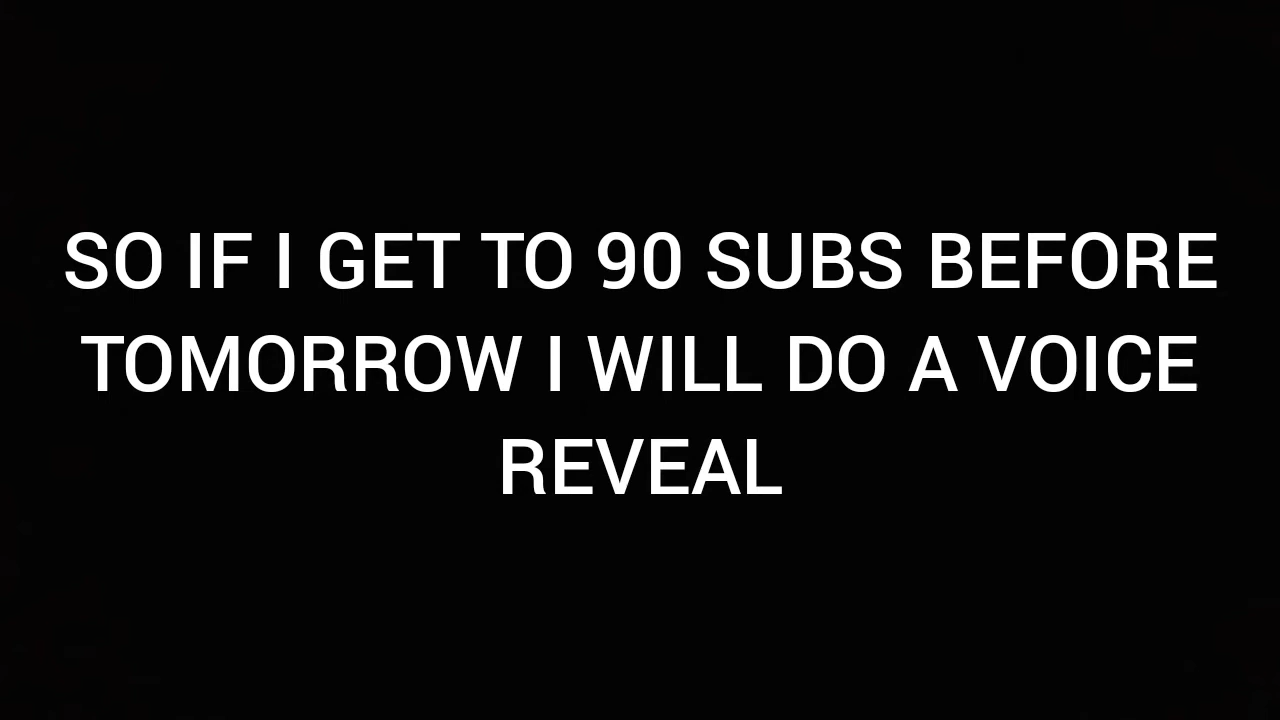 SO IF I GET TO 90 SUBS BEFORE
TOMORROW I WILL DO A VOICE
REVEAL